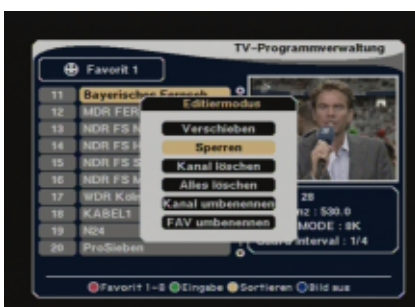 TV-Programmverwaltung
Favorit 1
11 Bayerisches Fernseh
12 MDR FER
13 NDR FS N
14 NDR FS H
15 NDR FS S
16 NDR FS M
17 WDR Köln
18 KABEL1
19 N24
20 ProSieben
Editiermodus
Verschieben
Sperren
Kanal löschen
Alles löschen
Kanal umbenennen
FAV umbenennen
28
nz : 530.0
MODE : 8K
Interval : 1/4
Favorit 1-8 Eingabe Sortieren Bild aus